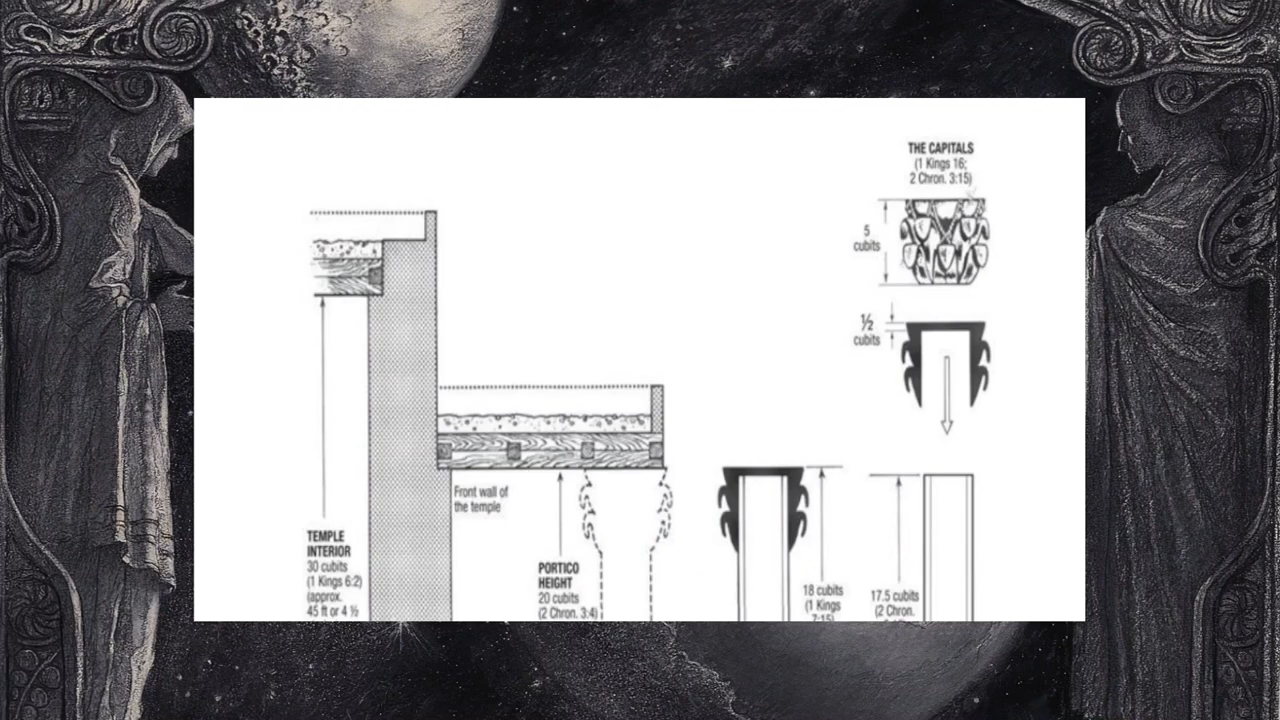 THE CAPITALS
(1 Kings 16;
2 Chron. 3:15)
5
cubits
½
cubits
Front wall of
the temple
TEMPLE
INTERIOR
30 cubits
(1 Kings 6:2)
(approx.
45 ft or 4 ½
PORTICO
HEIGHT
20 cubits
(2 Chron. 3:4)
18 cubits
(1 Kings
7:15)
17.5 cubits
(2 Chron.